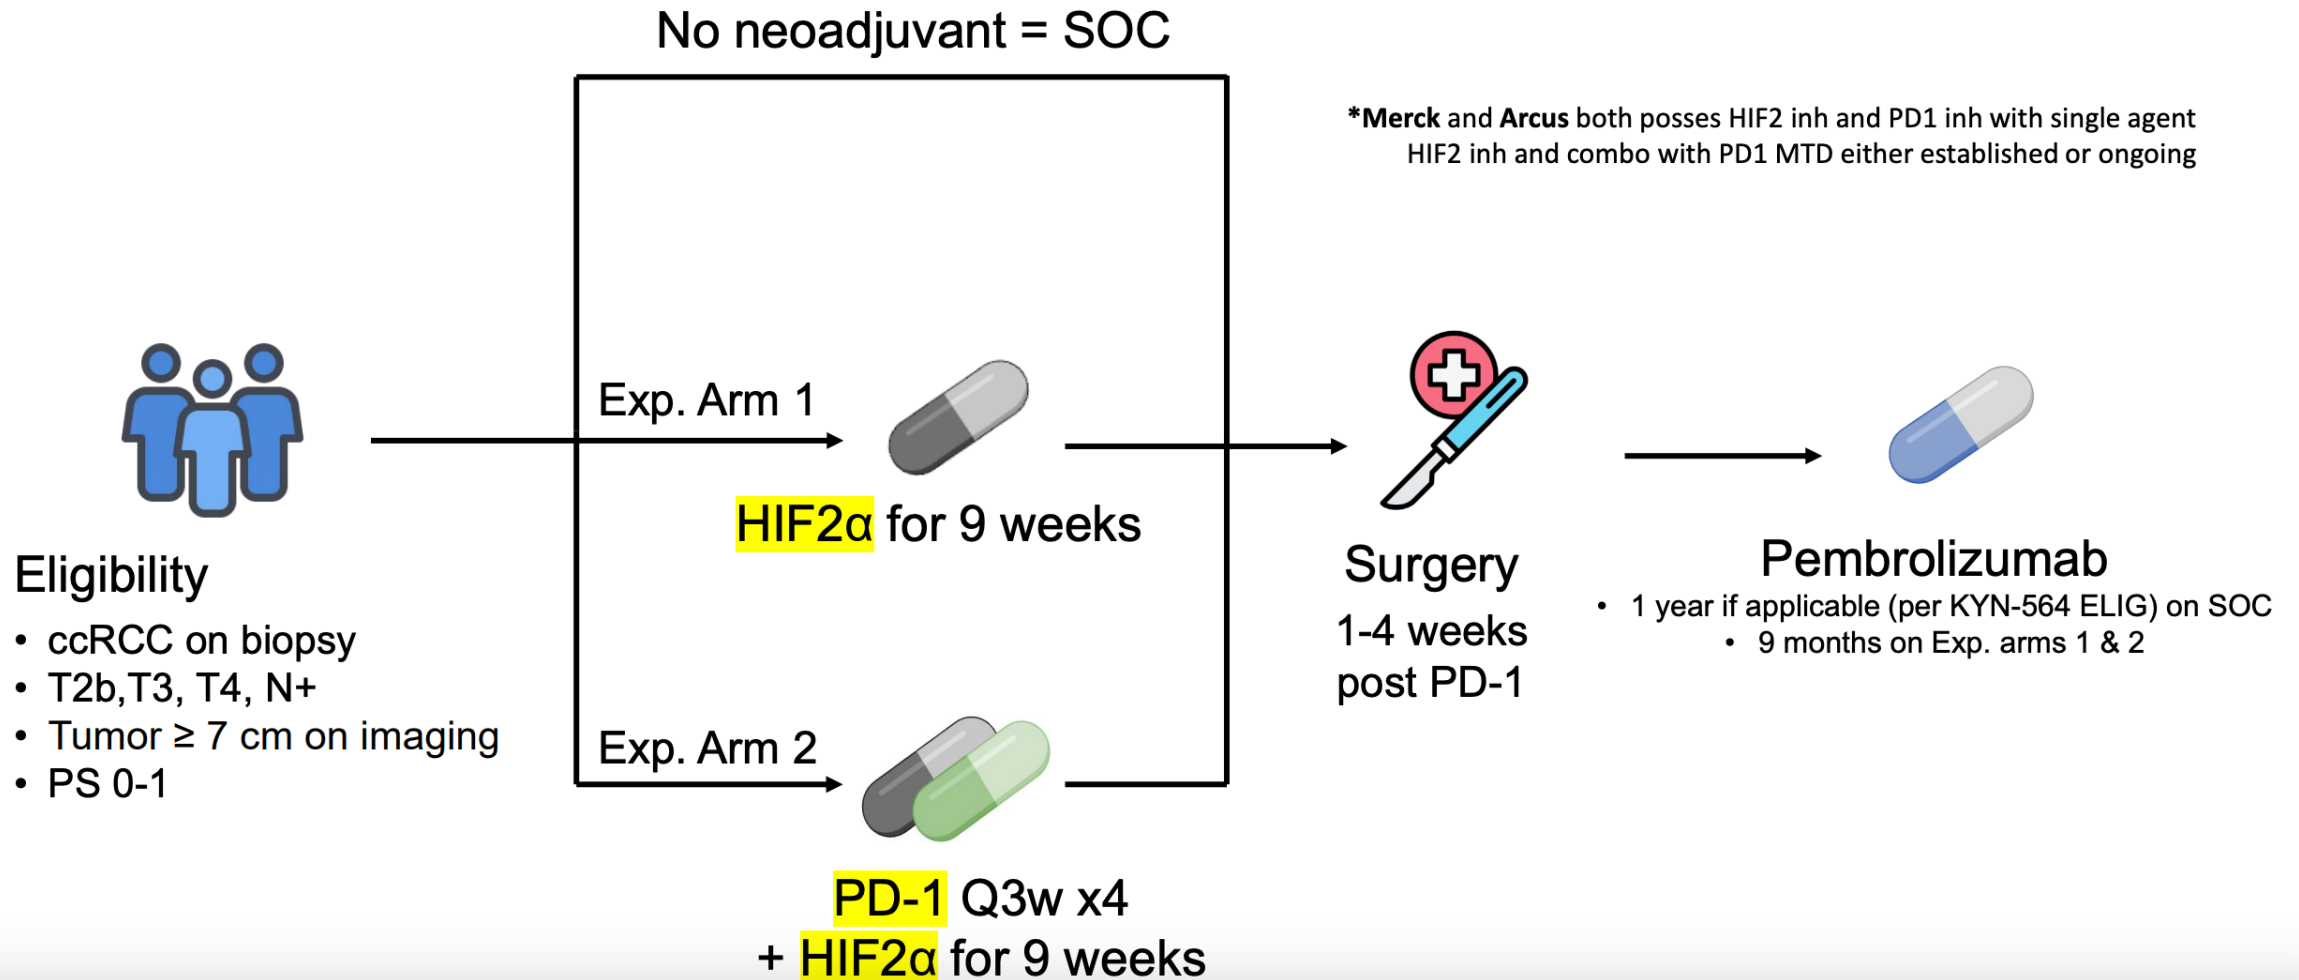 No neoadjuvant = SOC
*Merck and Arcus both posses HIF2 inh and PD1 inh with single agent
HIF2 inh and combo with PD1 MTD either established or ongoing
Eligibility
• ccRCC on biopsy
• T2b,T3, T4, N+
• Tumor ≥ 7 cm on imaging
• PS 0-1
Exp. Arm 1
HIF2α for 9 weeks
Exp. Arm 2
PD-1 Q3w x4
+ HIF2α for 9 weeks
Surgery
1-4 weeks
post PD-1
Pembrolizumab
• 1 year if applicable (per KYN-564 ELIG) on SOC
• 9 months on Exp. arms 1 & 2